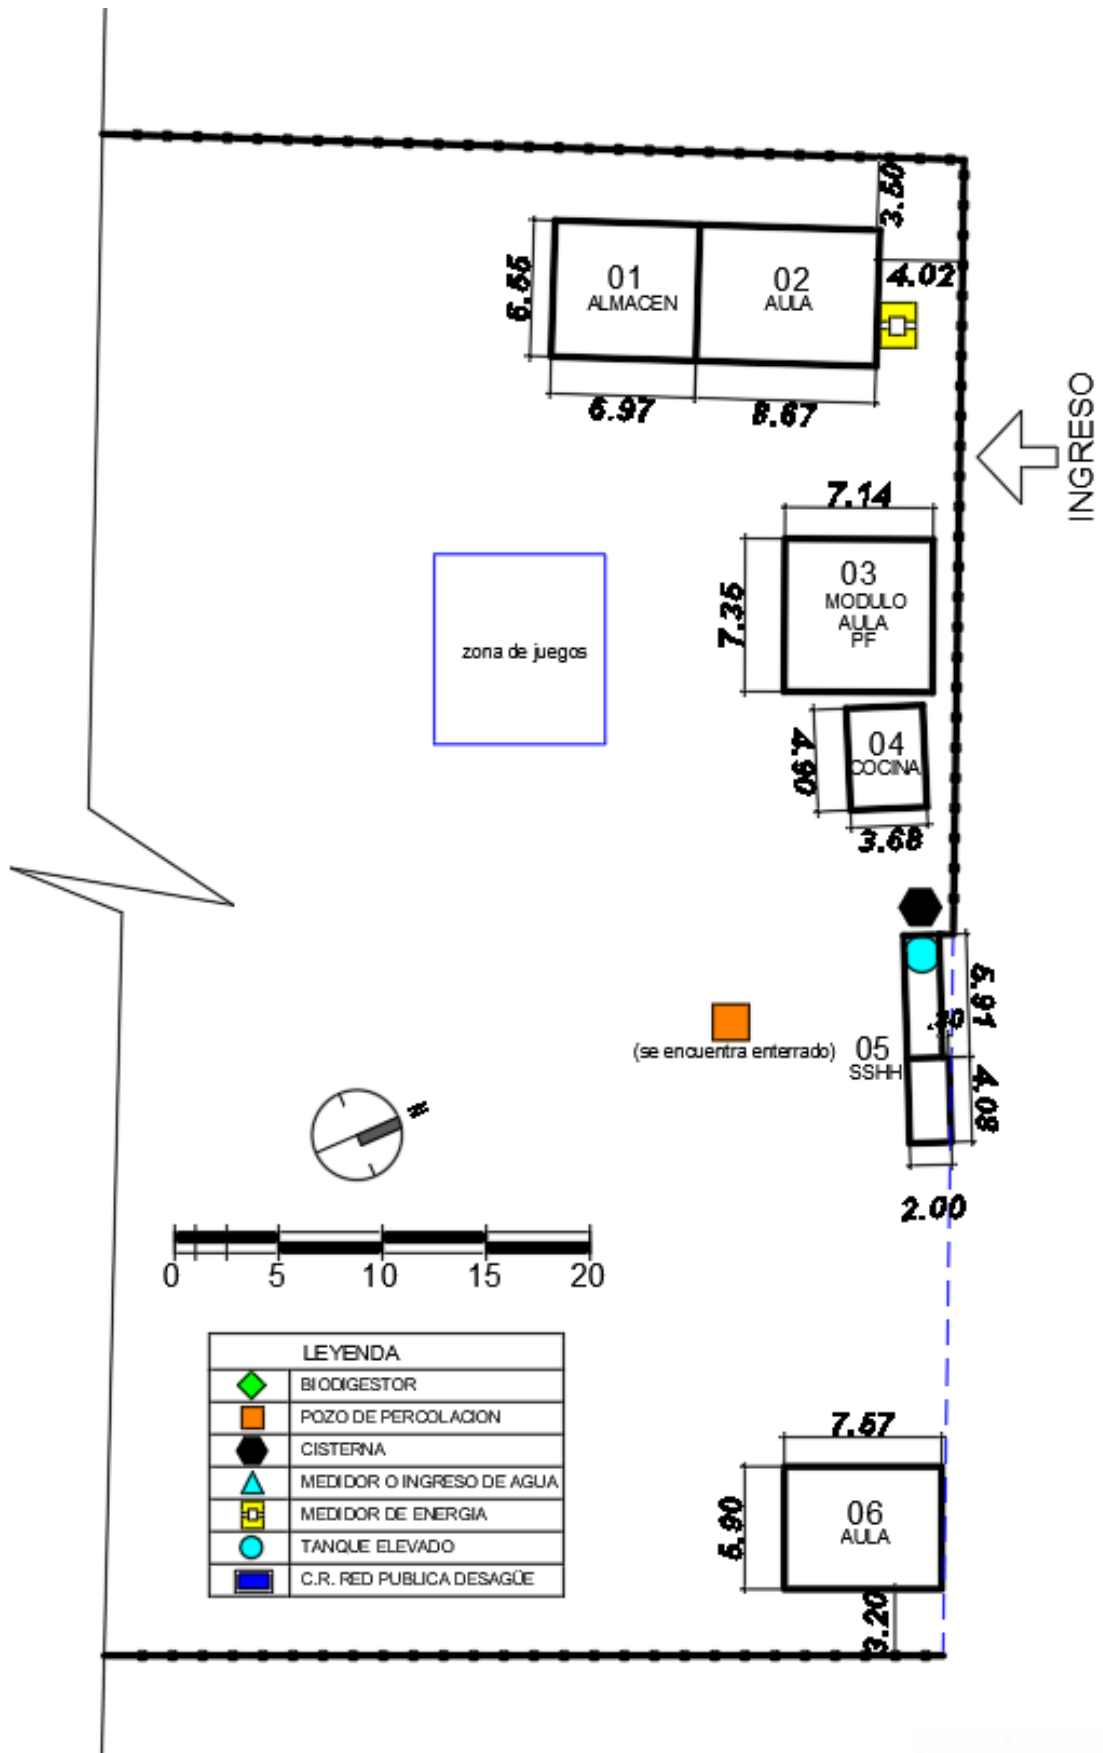 3.50
4.02
6.55
01
ALMACEN
02
AULA
6.97
8.67
INGRESO
7.14
7.35
03
MODULO
AULA
PF
zona de juegos
4.90
04
COCINA
3.68
5.91
(se encuentra enterrado)
05
SSHH
4.08
N
2.00
0 5 10 15 20
LEYENDA
BIODIGESTOR
POZO DE PERCOLACION
CISTERNA
MEDIDOR O INGRESO DE AGUA
MEDIDOR DE ENERGIA
TANQUE ELEVADO
C.R. RED PUBLICA DESAGÜE
7.57
5.90
06
AULA
3.20